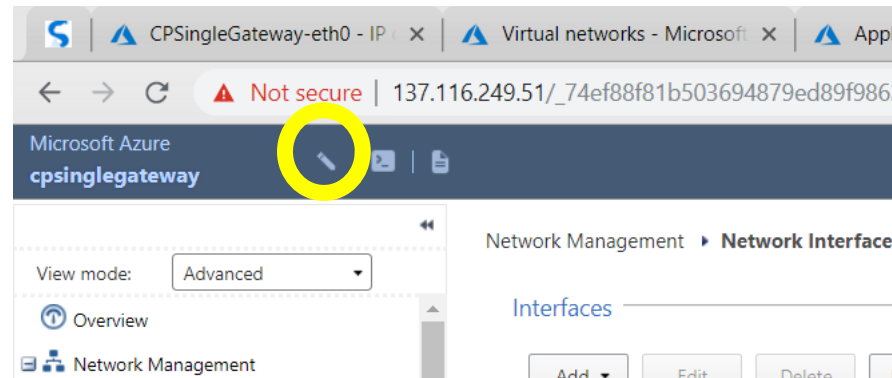 CPSingleGateway-eth0 - IP
Virtual networks - Microsoft
App
Not secure | 137.116.249.51/_74ef88f81b503694879ed89f986
Microsoft Azure
cpsinglegateway
Network Management Network Interface
View mode: Advanced
Interfaces
Overview
Network Management
Add Edit Delete